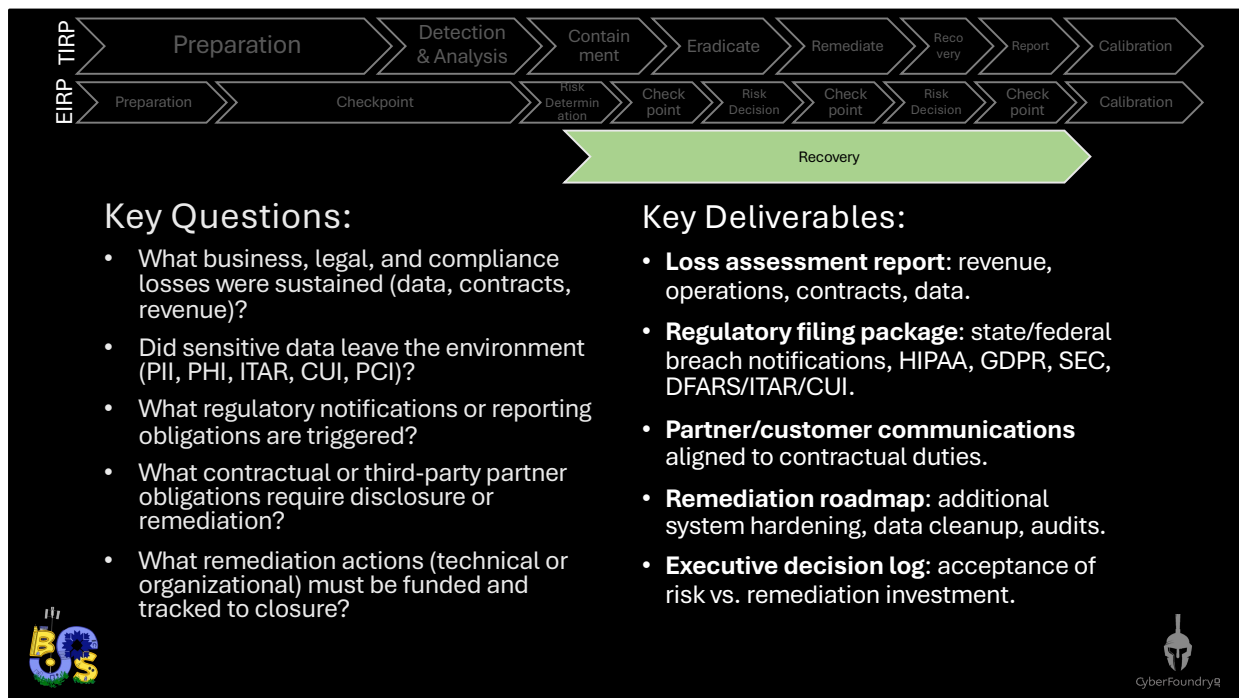 TIRP
Preparation
Detection
& Analysis
Contain
ment
Eradicate
Remediate
Reco
very
Report
Calibration
EIRP
Preparation
Checkpoint
Risk
Determin
ation
Check
point
Risk
Decision
Check
point
Risk
Decision
Check
point
Calibration
Recovery
Key Questions:
• What business, legal, and compliance
losses were sustained (data, contracts,
revenue)?
• Did sensitive data leave the environment
(PII, PHI, ITAR, CUI, PCI)?
• What regulatory notifications or reporting
obligations are triggered?
• What contractual or third-party partner
obligations require disclosure or
remediation?
• What remediation actions (technical or
organizational) must be funded and
tracked to closure?
Key Deliverables:
• Loss assessment report: revenue,
operations, contracts, data.
• Regulatory filing package: state/federal
breach notifications, HIPAA, GDPR, SEC,
DFARS/ITAR/CUI.
• Partner/customer communications
aligned to contractual duties.
• Remediation roadmap: additional
system hardening, data cleanup, audits.
• Executive decision log: acceptance of
risk vs. remediation investment.
CyberFoundry